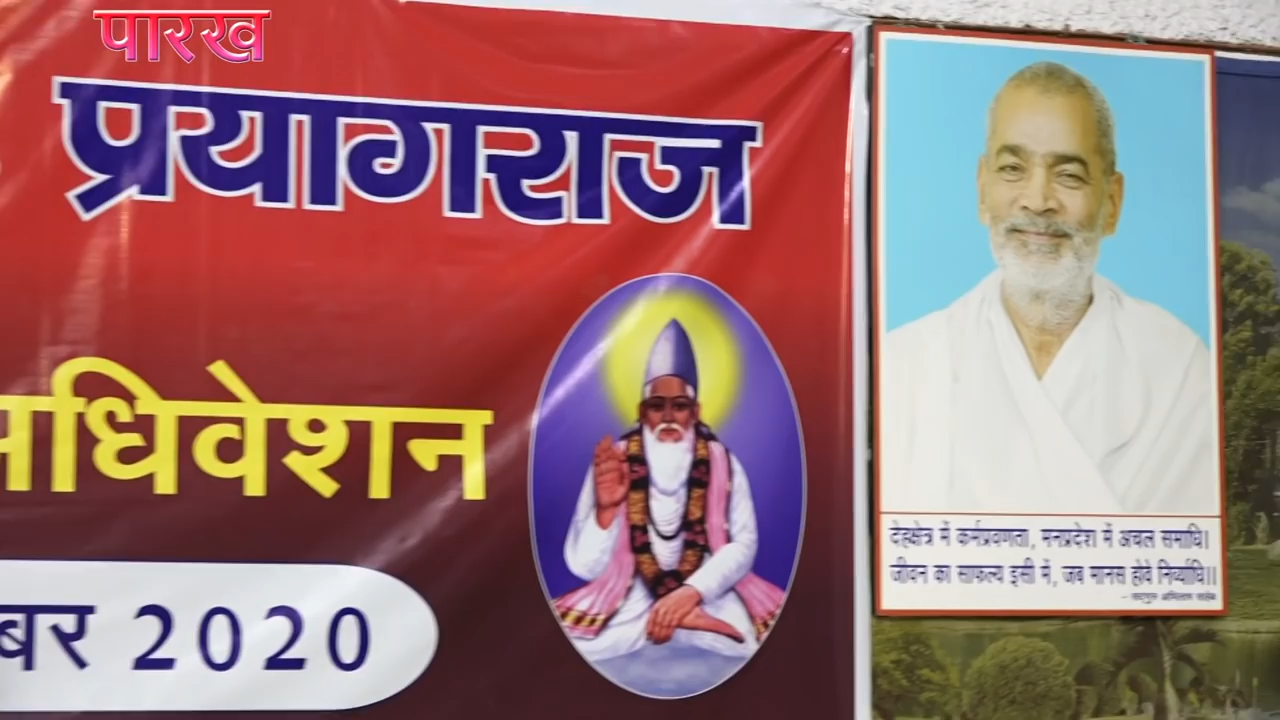 पारख
प्रयागराज
अधिवेशन
बर 2020
देहक्षेत्र में कर्मप्रवणता, मनप्रदेश में अचल समाधि।
जीवन का साफल्य इसी में, जब मानस होवे निर्व्याधि।।